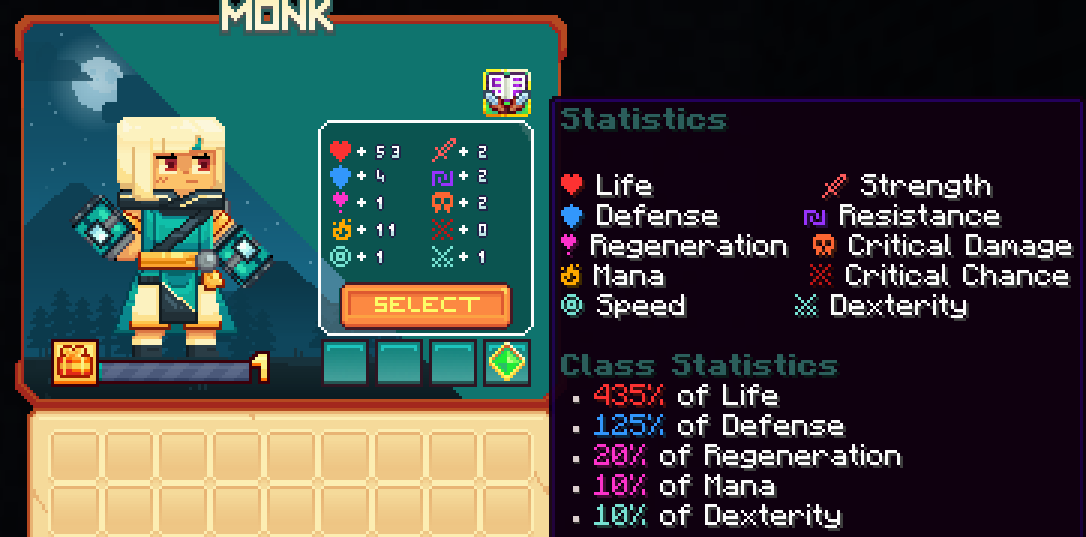 MONK
+ 53 + 2
+ 4 + 2
+ 1 + 2
+ 11 + 0
+ 1 + 1
SELECT
1
Statistics
Life Strength
Defense Resistance
Regeneration Critical Damage
Mana Critical Chance
Speed Dexterity
Class Statistics
• 435% of Life
• 125% of Defense
• 20% of Regeneration
• 10% of Mana
• 10% of Dexterity